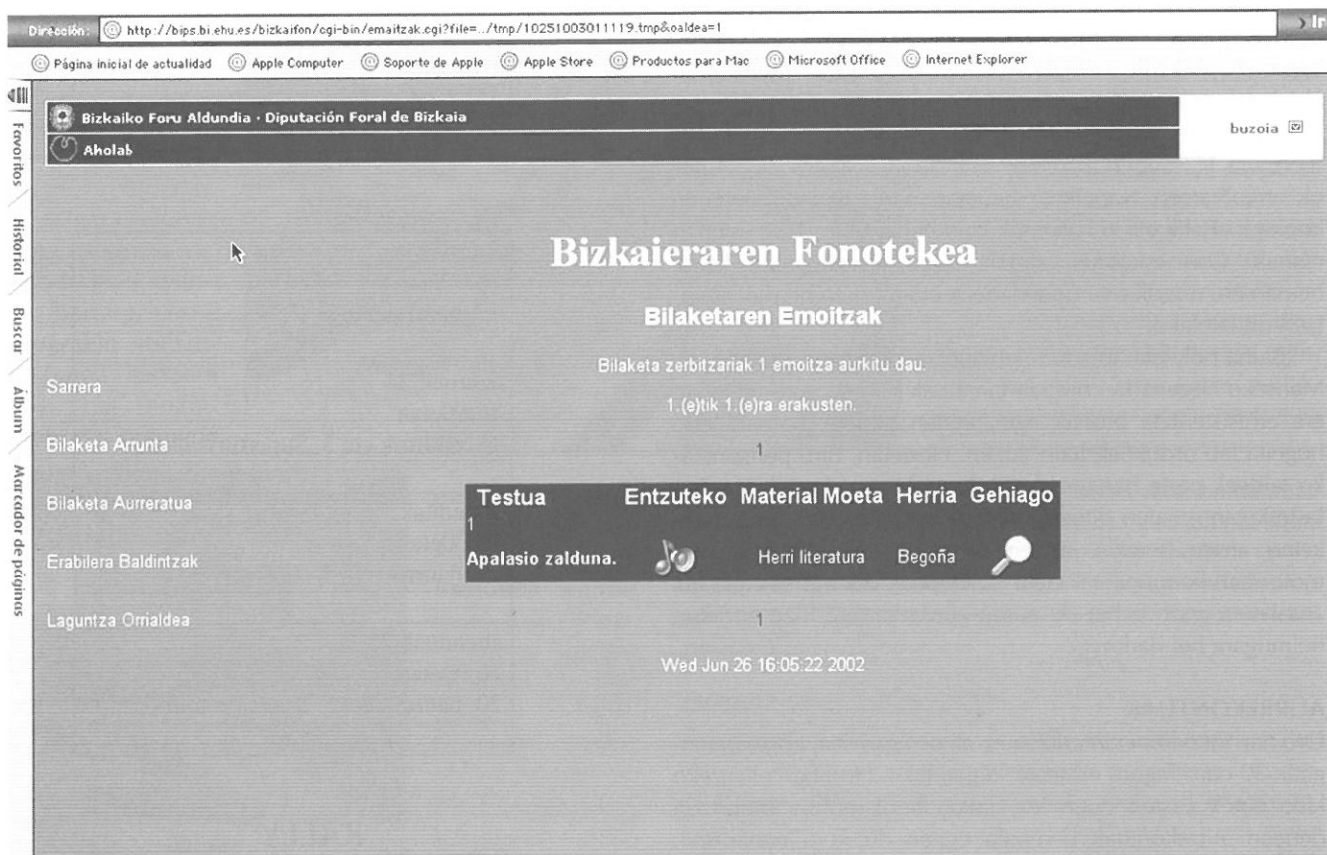 Dirección: http://bips.bi.ehu.es/bizkaifon/cgi-bin/emaitzak.cgi?file=../tmp/10251003011119.tmp&oaldea=1 Ir
Página inicial de actualidad Apple Computer Soporte de Apple Apple Store Productos para Mac Microsoft Office Internet Explorer
Favoritos
Historial
Buscar
Álbum
Marcador de páginas
Bizkaiko Foru Aldundia · Diputación Foral de Bizkaia
Aholab
buzoia
Bizkaieraren Fonotekea
Bilaketaren Emoitzak
Bilaketa zerbitzariak 1 emoitza aurkitu dau.
1.(e)tik 1.(e)ra erakusten.
1
Sarrera
Bilaketa Arrunta
Bilaketa Aurreratua
Erabilera Baldintzak
Laguntza Orrialdea
Testua Entzuteko Material Moeta Herria Gehiago
1
Apalasio zalduna. Herri literatura Begoña
1
Wed Jun 26 16:05:22 2002